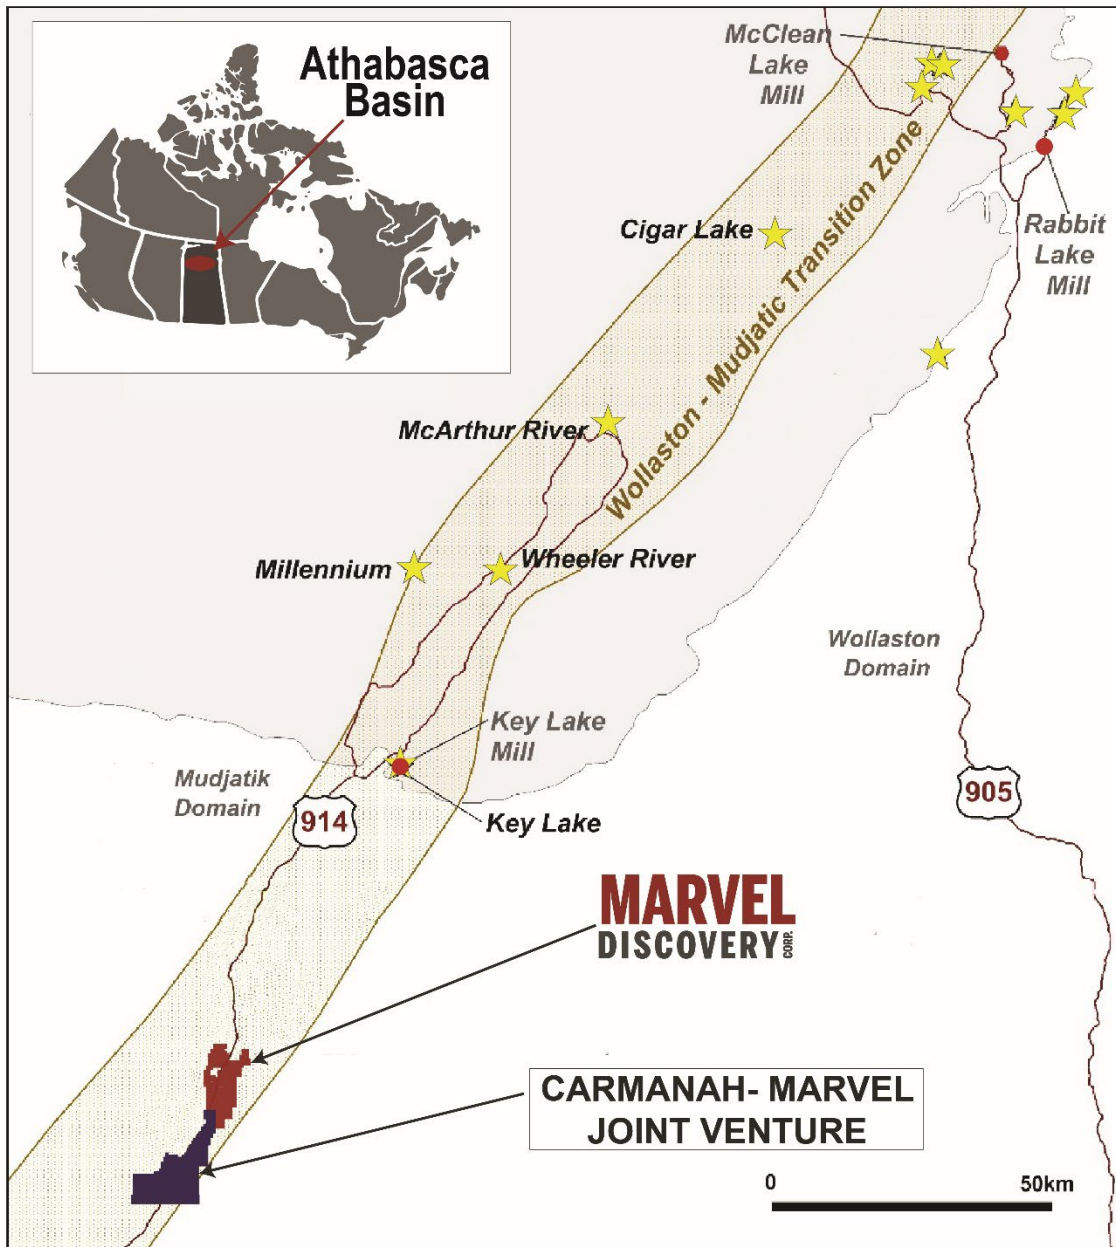 Athabasca
Basin
McClean
Lake
Mill
Cigar Lake
Rabbit
Lake
Mill
Wollaston - Mudjatic Transition Zone
McArthur River
Millennium
Wheeler River
Wollaston
Domain
Key Lake
Mill
Mudjatik
Domain
914
Key Lake
905
MARVEL
DISCOVERY CORP.
CARMANAH- MARVEL
JOINT VENTURE
0 50km